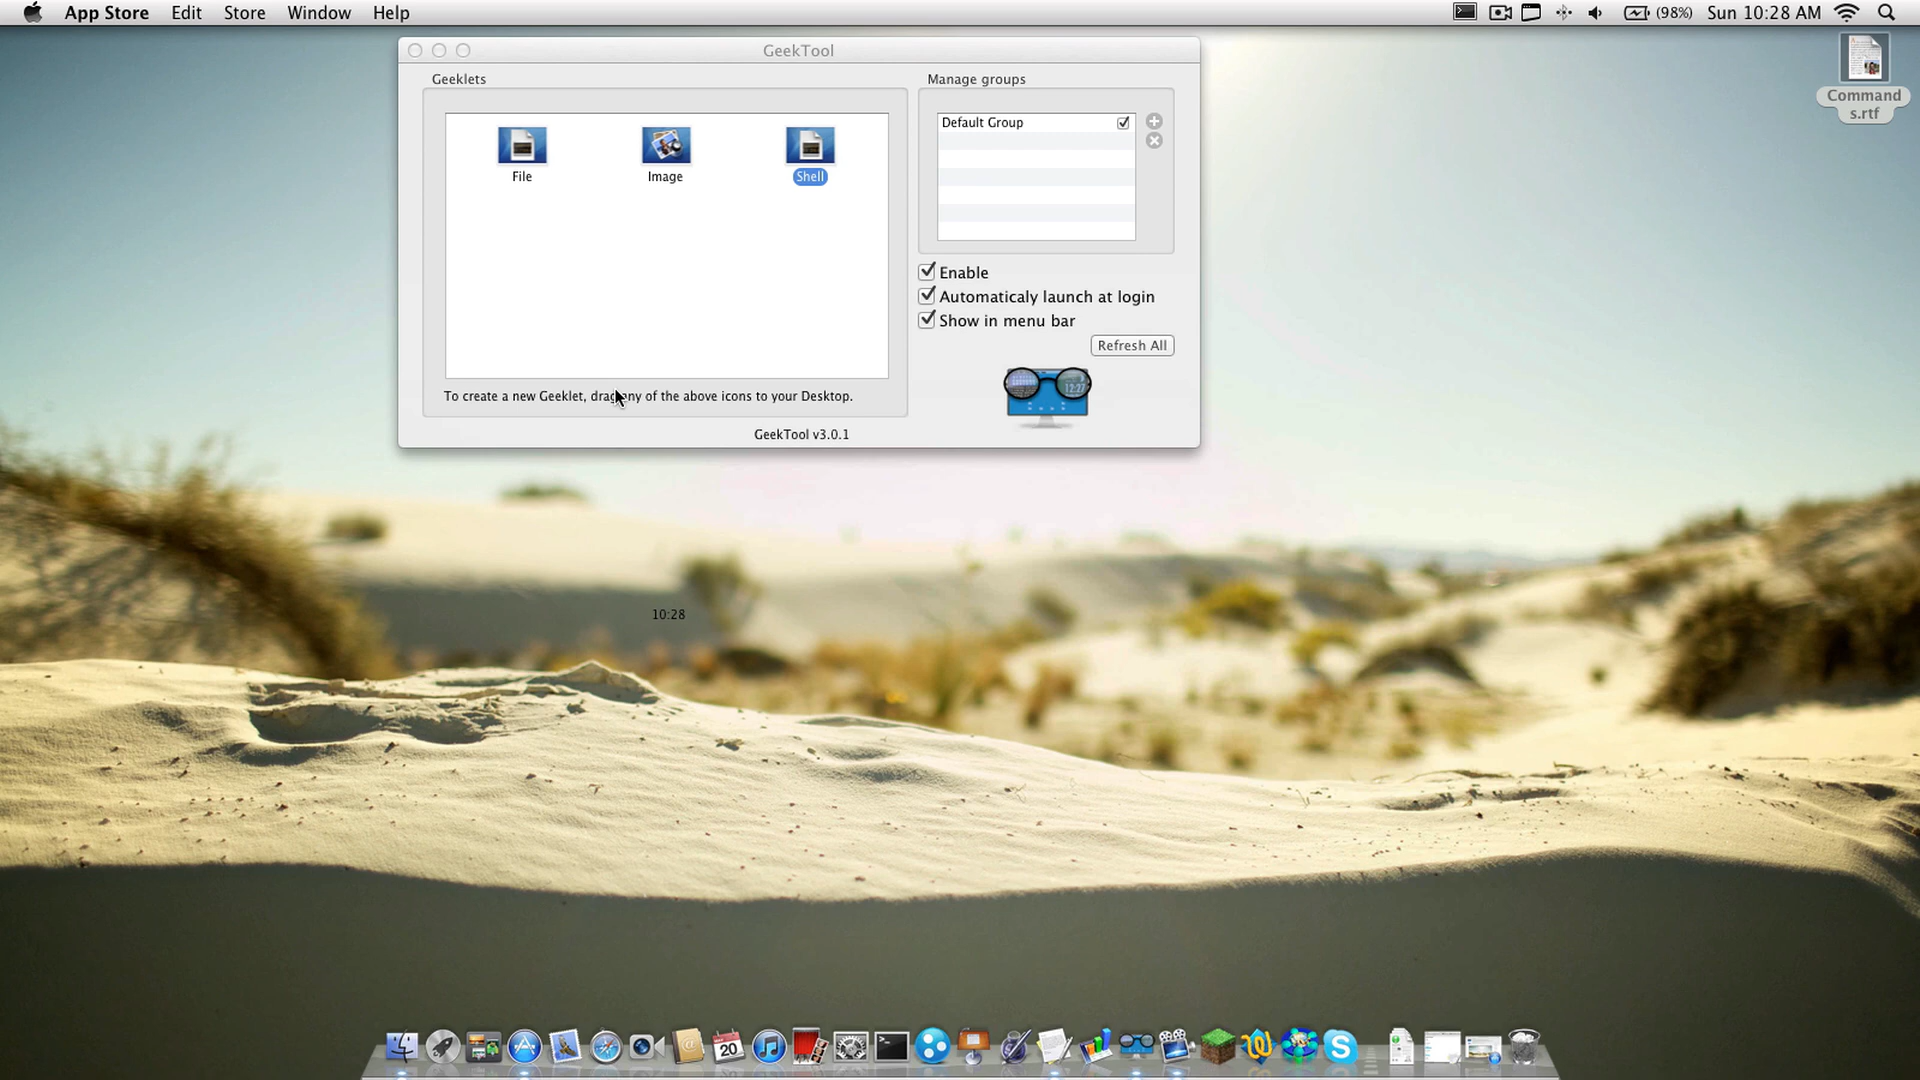 App Store Edit Store Window Help (98%) Sun 10:28 AM
GeekTool
Geeklets
Manage groups
File Image Shell
Default Group
Enable
Automaticaly launch at login
Show in menu bar
Refresh All
12:27
To create a new Geeklet, drag any of the above icons to your Desktop.
GeekTool v3.0.1
Command
s.rtf
10:28
20